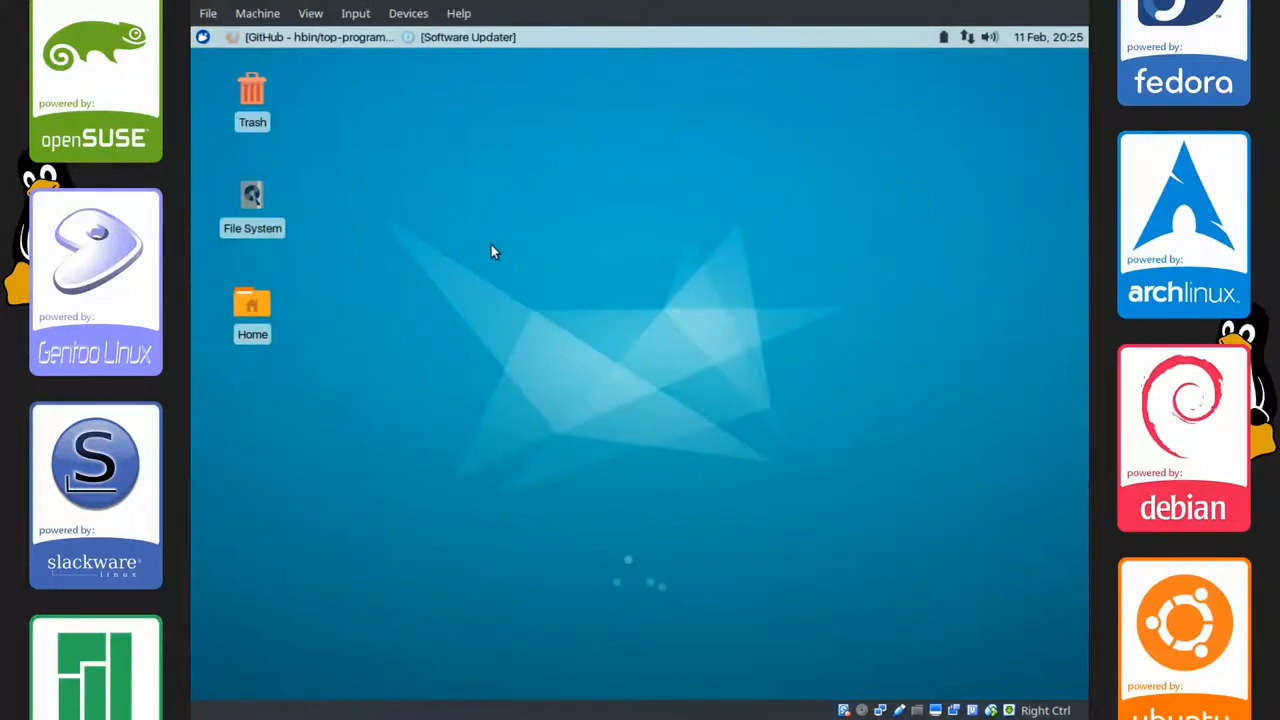 File Machine View Input Devices Help
[GitHub - hbin/top-program... [Software Updater] 11 Feb, 20:25
Trash
File System
Home
Right Ctrl
powered by:
openSUSE
powered by:
Gentoo Linux
powered by:
slackware
linux
powered by:
fedora
powered by:
archlinux
powered by:
debian
powered by:
ubuntu